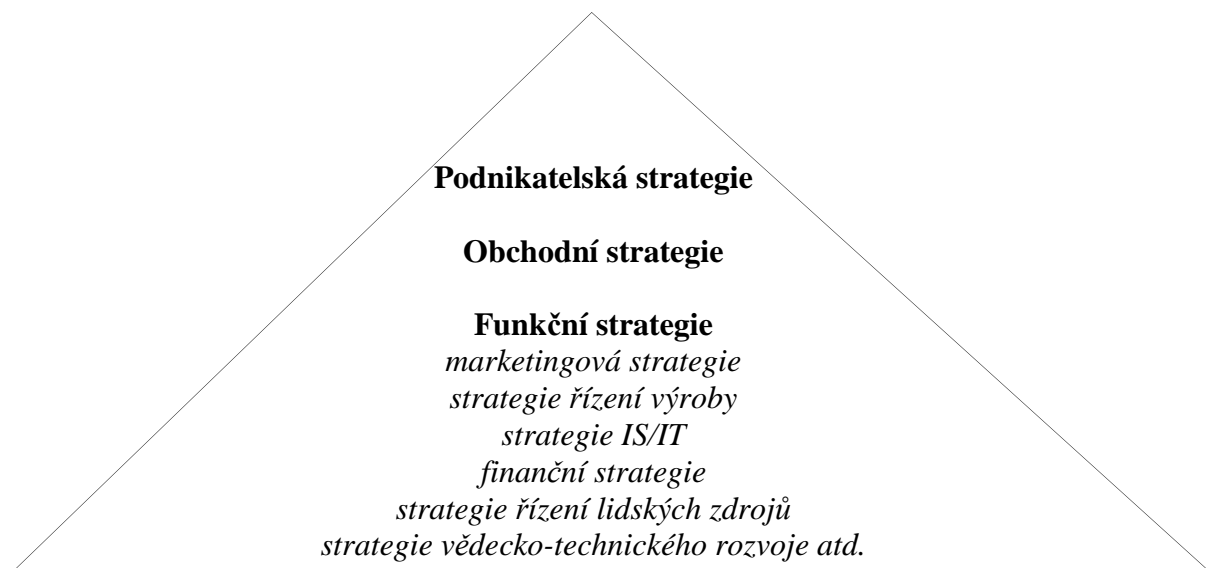 Podnikatelská strategie
Obchodní strategie
Funkční strategie
marketingová strategie
strategie řízení výroby
strategie IS/IT
finanční strategie
strategie řízení lidských zdrojů
strategie vědecko-technického rozvoje atd.